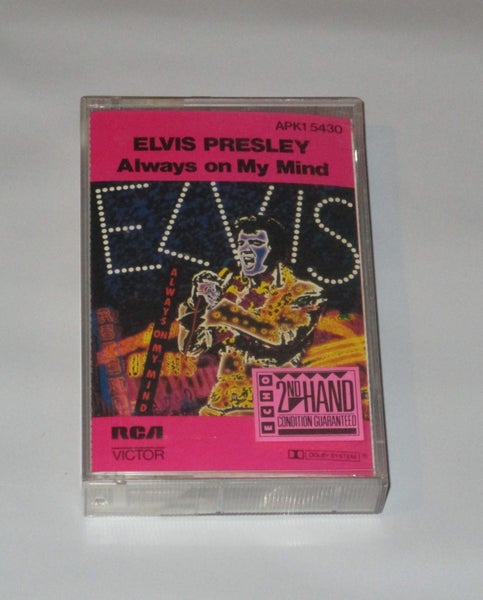 APK1 5430
ELVIS PRESLEY
Always on My Mind
ELVIS
ALWAYS ON MY MIND
ECHO
2ND HAND
CONDITION GUARANTEED
RCA
VICTOR
DOLBY SYSTEM